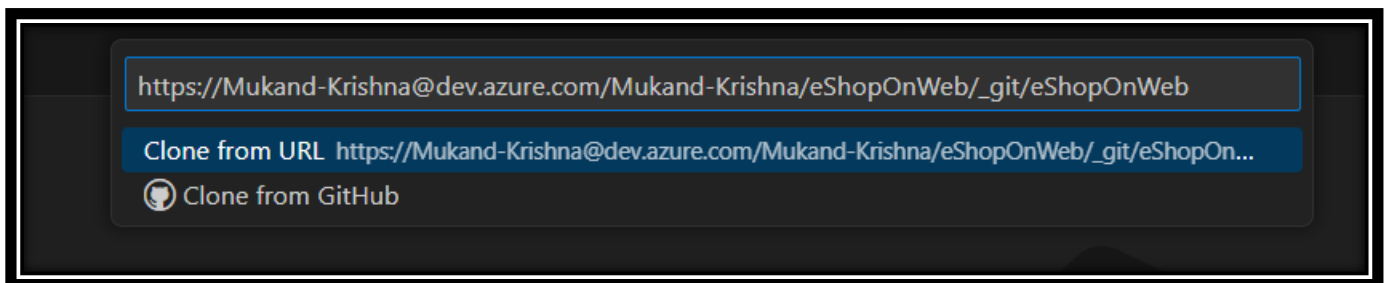 https://Mukand-Krishna@dev.azure.com/Mukand-Krishna/eShopOnWeb/_git/eShopOnWeb
Clone from URL https://Mukand-Krishna@dev.azure.com/Mukand-Krishna/eShopOnWeb/_git/eShopOn...
Clone from GitHub